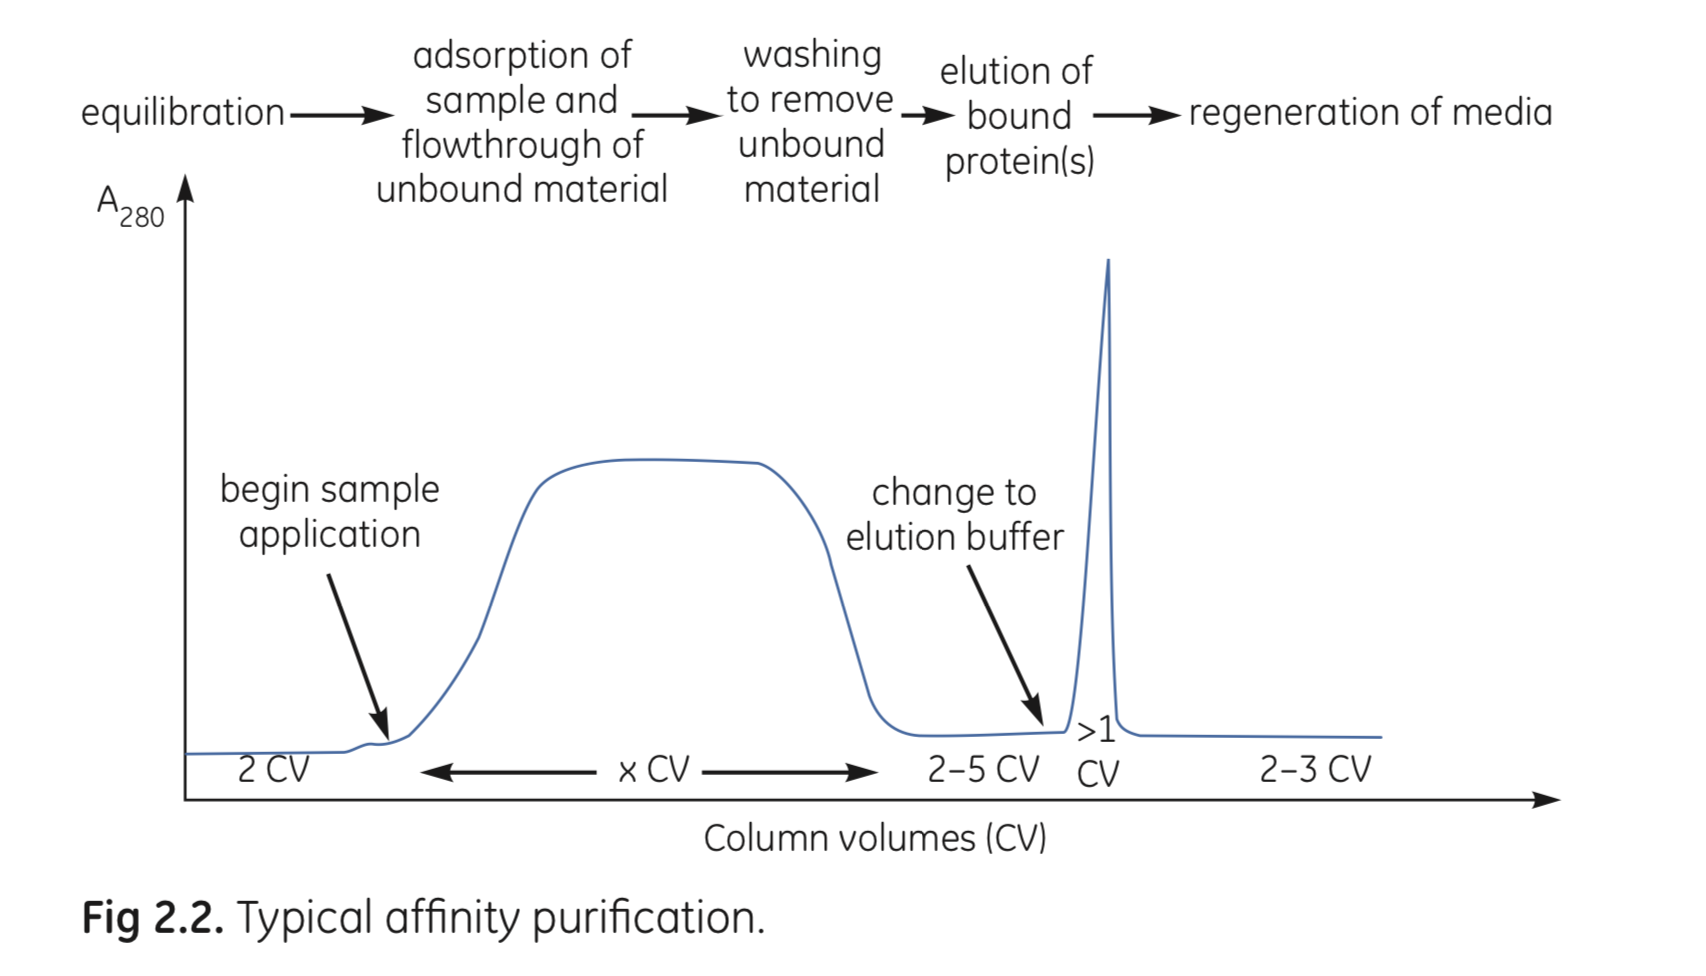 equilibration
adsorption of
sample and
flowthrough of
unbound material
washing
to remove
unbound
material
elution of
bound
protein(s)
regeneration of media
A280
begin sample
application
change to
elution buffer
2 CV
x CV
2–5 CV
>1
CV
2–3 CV
Column volumes (CV)
Fig 2.2. Typical affinity purification.